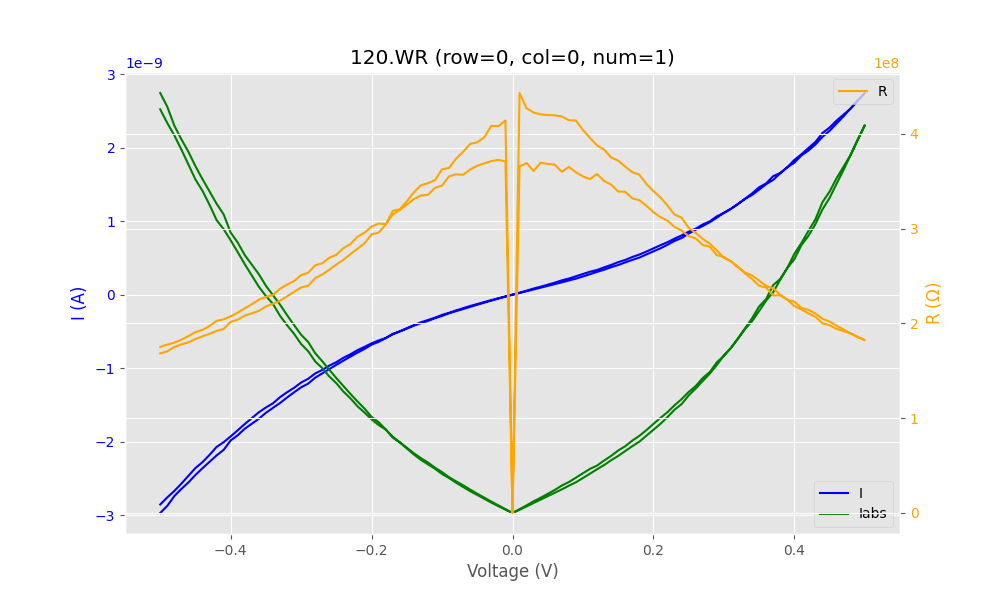 120.WR (row=0, col=0, num=1)
1e−9
1e8
3
2
1
0
−1
−2
−3
I (A)
4
3
2
1
0
R (Ω)
R
I
Iabs
−0.4
−0.2
0.0
0.2
0.4
Voltage (V)